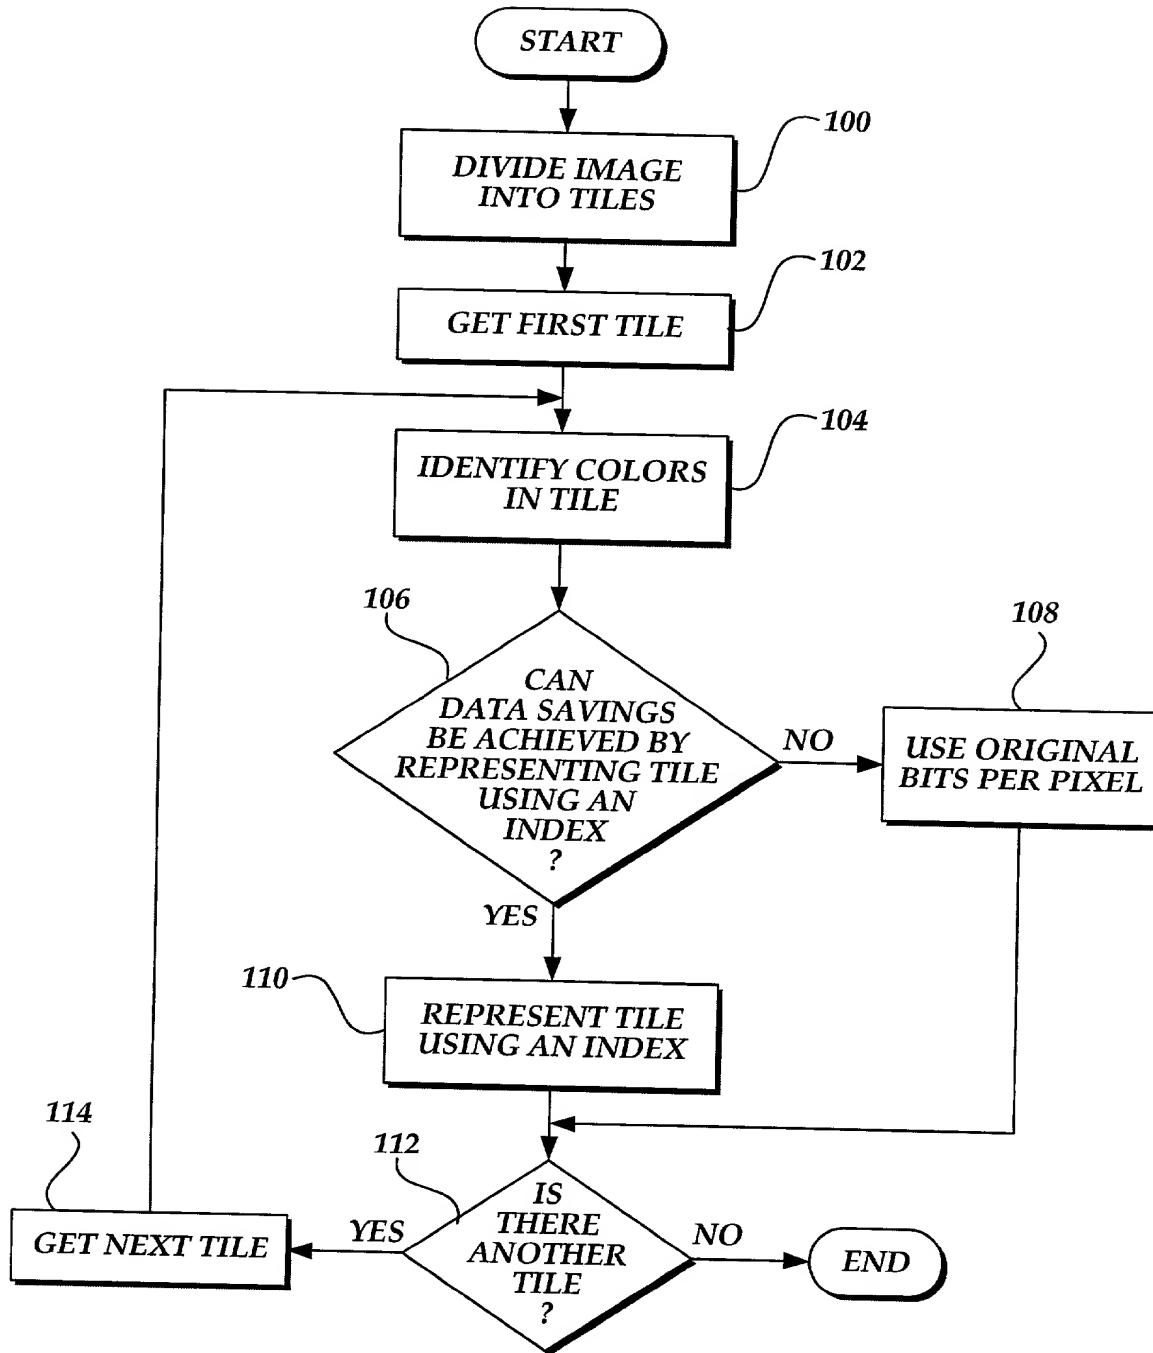 START
100
DIVIDE IMAGE
INTO TILES
102
GET FIRST TILE
104
IDENTIFY COLORS
IN TILE
106
CAN
DATA SAVINGS
BE ACHIEVED BY
REPRESENTING TILE
USING AN
INDEX
?
NO
108
USE ORIGINAL
BITS PER PIXEL
YES
110
REPRESENT TILE
USING AN INDEX
112
IS
THERE
ANOTHER
TILE
?
YES
114
GET NEXT TILE
NO
END